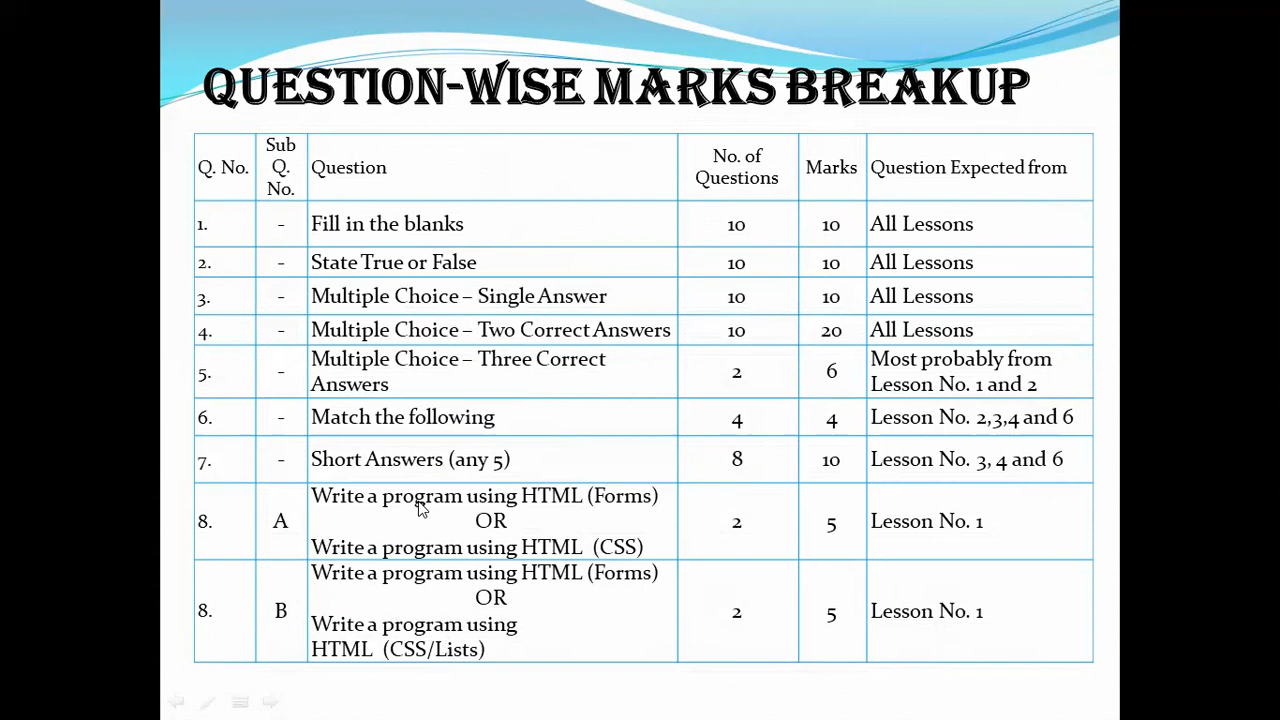 QUESTION-WISE MARKS BREAKUP
Q. No. Sub Q. No. Question No. of Questions Marks Question Expected from
1. - Fill in the blanks 10 10 All Lessons
2. - State True or False 10 10 All Lessons
3. - Multiple Choice – Single Answer 10 10 All Lessons
4. - Multiple Choice – Two Correct Answers 10 20 All Lessons
5. - Multiple Choice – Three Correct Answers 2 6 Most probably from Lesson No. 1 and 2
6. - Match the following 4 4 Lesson No. 2,3,4 and 6
7. - Short Answers (any 5) 8 10 Lesson No. 3, 4 and 6
8. A Write a program using HTML (Forms)
OR
Write a program using HTML (CSS) 2 5 Lesson No. 1
8. B Write a program using HTML (Forms)
OR
Write a program using
HTML (CSS/Lists) 2 5 Lesson No. 1